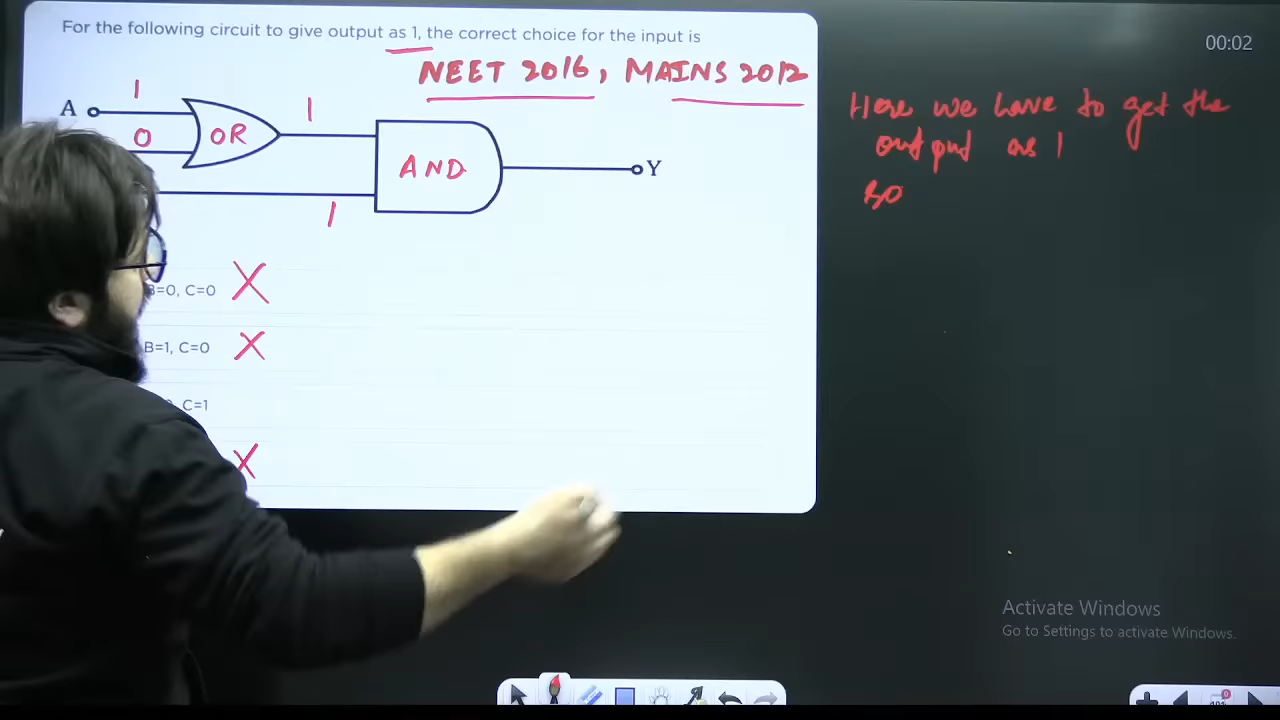 For the following circuit to give output as 1, the correct choice for the input is
00:02
NEET 2016, MAINS 2012
1
A
1
OR
0
AND
Y
1
Here we have to get the
output as 1
so
B=0, C=0 X
B=1, C=0 X
C=1
X
Activate Windows
Go to Settings to activate Windows.